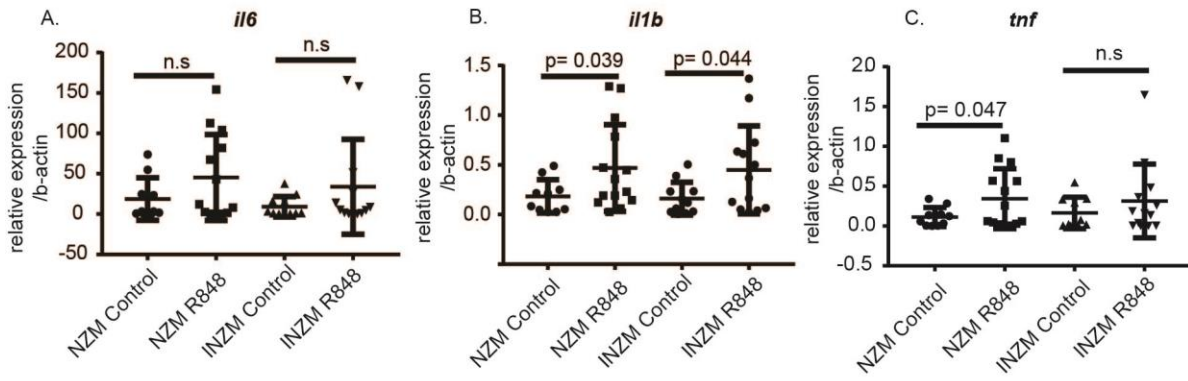 A.
il6
n.s
n.s
200
150
100
50
0
-50
relative expression
/b-actin
NZM Control
NZM R848
INZM Control
INZM R848
B.
il1b
p= 0.039
p= 0.044
1.5
1.0
0.5
0.0
relative expression
/b-actin
NZM Control
NZM R848
INZM Control
INZM R848
C.
tnf
n.s
p= 0.047
20
15
10
0.5
0.0
-0.5
relative expression
/b-actin
NZM Control
NZM R848
INZM Control
INZM R848